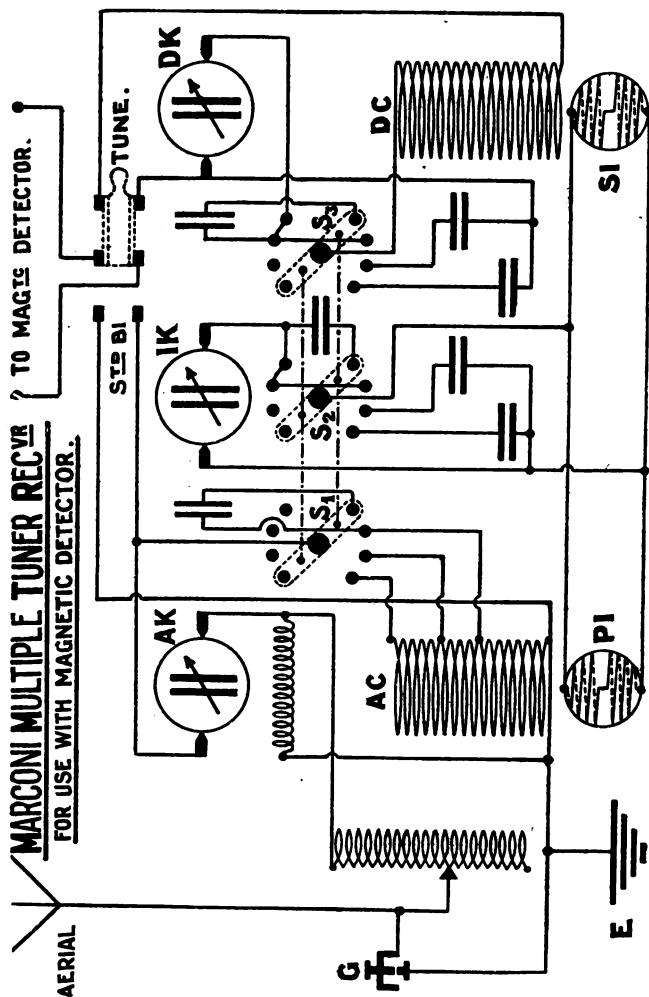 MARCONI MULTIPLE TUNER RECVR
FOR USE WITH MAGNETIC DETECTOR.
TO MAGTC DETECTOR.
AERIAL
STD BI
TUNE.
AK
IK
DK
S1
S2
S3
G
AC
DC
E
PI
SI